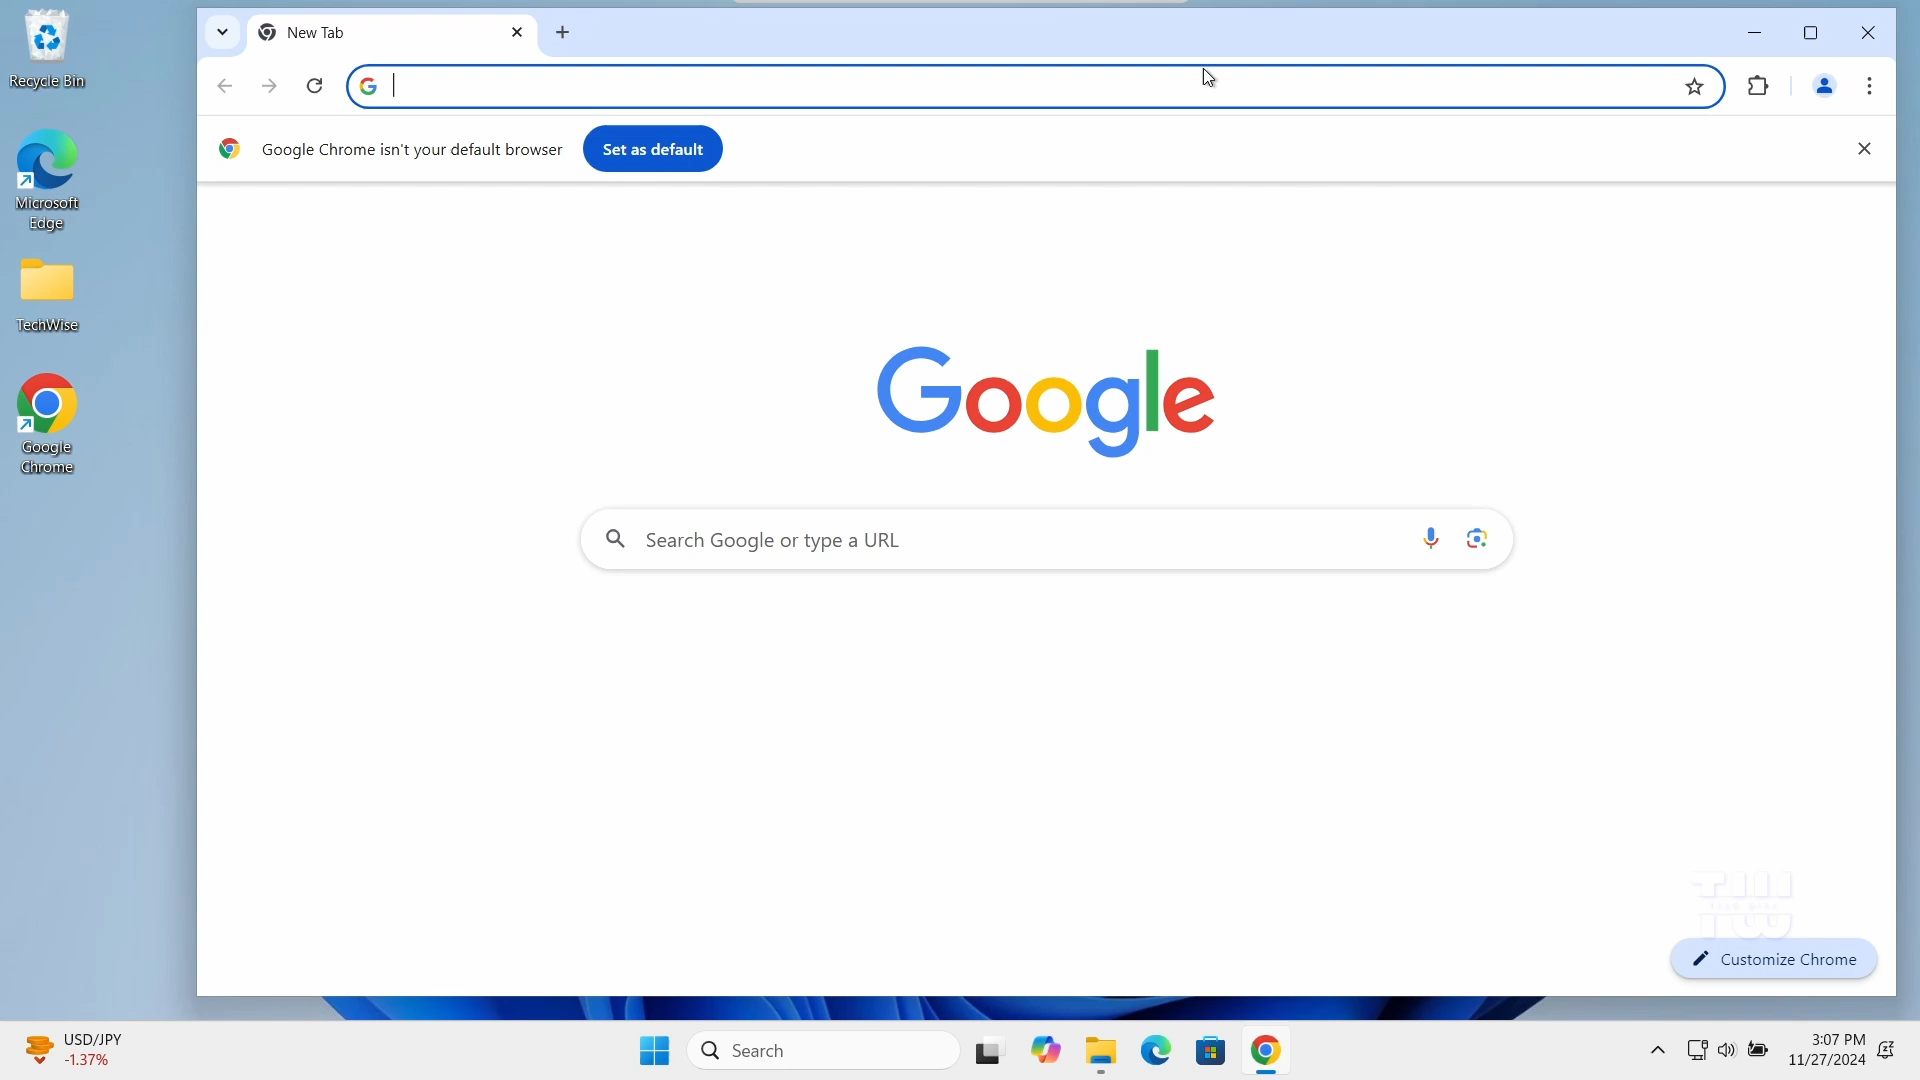 New Tab
Recycle Bin
Google Chrome isn't your default browser
Set as default
Microsoft
Edge
TechWise
Google
Chrome
Google
Search Google or type a URL
Customize Chrome
USD/JPY
-1.37%
Search
3:07 PM
11/27/2024